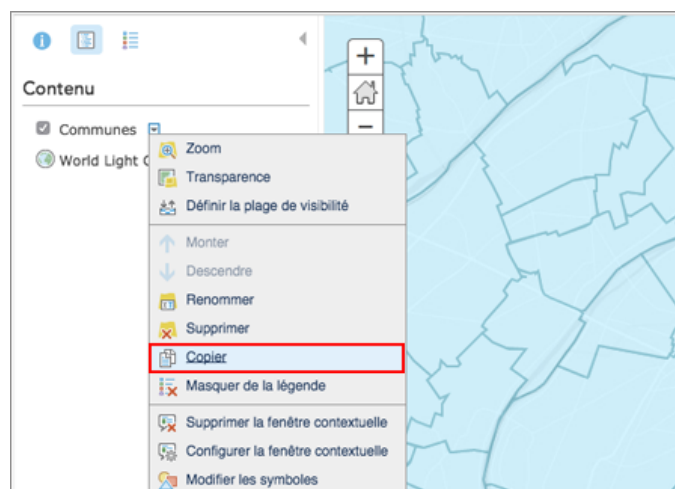 Contenu
Communes
World Light
Zoom
Transparence
Définir la plage de visibilité
Monter
Descendre
Renommer
Supprimer
Copier
Masquer de la légende
Supprimer la fenêtre contextuelle
Configurer la fenêtre contextuelle
Modifier les symboles